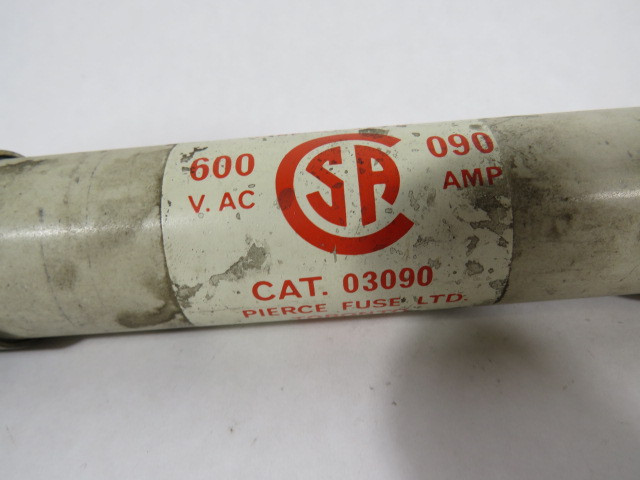 600 CSA 090
V. AC AMP
CAT. 03090
PIERCE FUSE LTD.